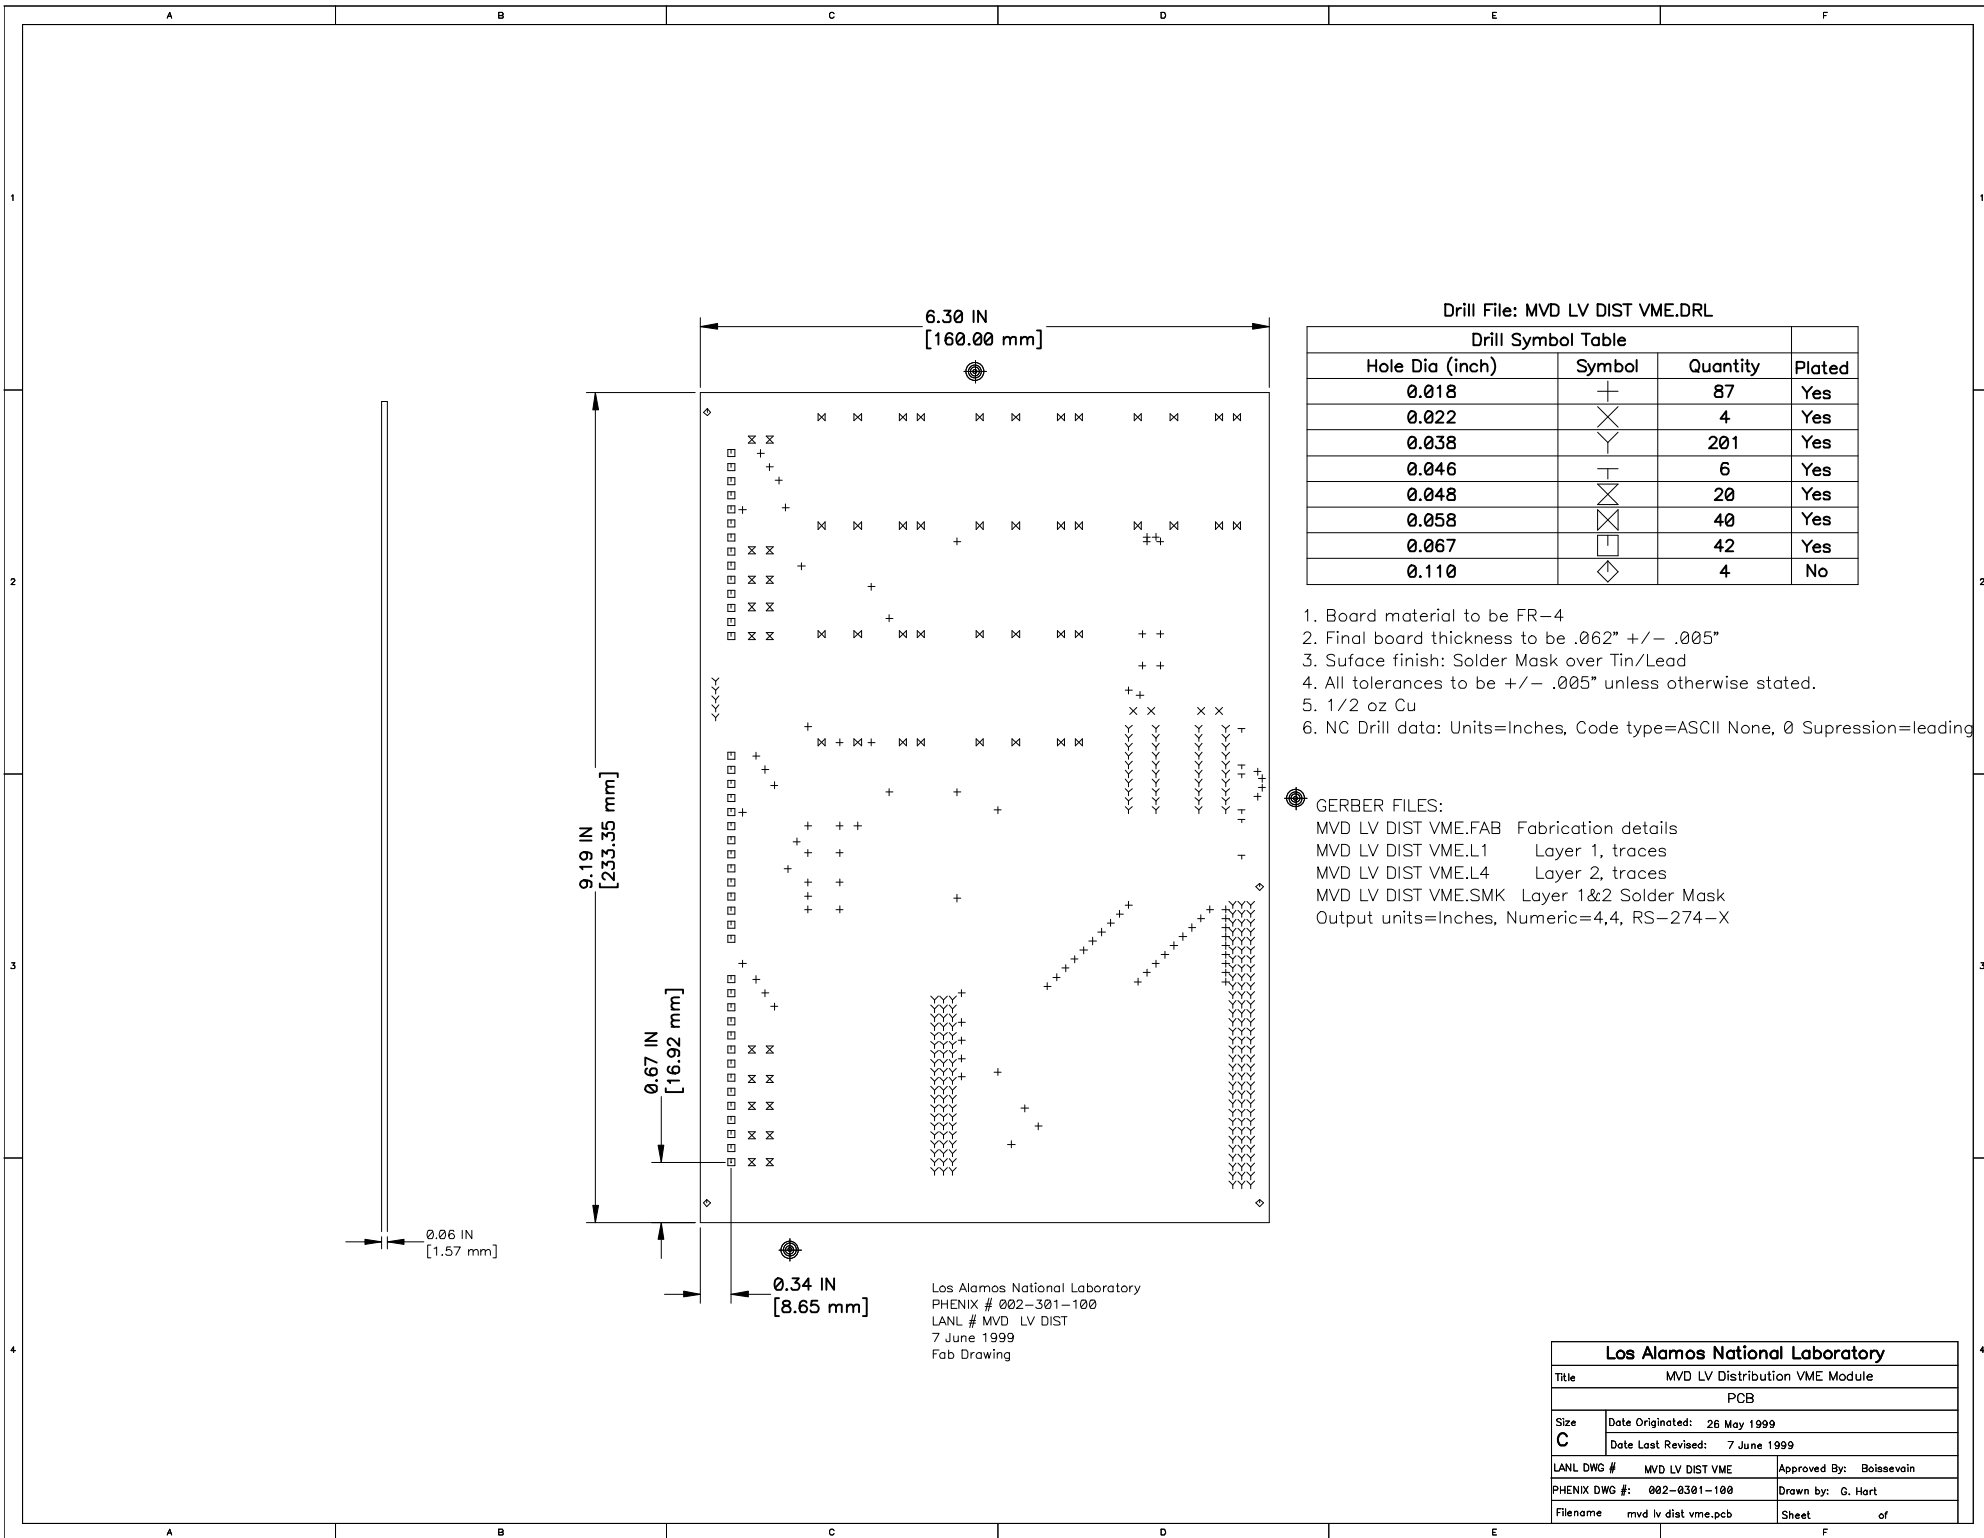 A B C D E F
1 1
6.30 IN
[160.00 mm]
Drill File: MVD LV DIST VME.DRL
Drill Symbol Table
Hole Dia (inch) Symbol Quantity Plated
0.018 87 Yes
0.022 4 Yes
0.038 201 Yes
0.046 6 Yes
0.048 20 Yes
0.058 40 Yes
0.067 42 Yes
0.110 4 No
2 2
1. Board material to be FR-4
2. Final board thickness to be .062" +/- .005"
3. Suface finish: Solder Mask over Tin/Lead
4. All tolerances to be +/- .005" unless otherwise stated.
5. 1/2 oz Cu
6. NC Drill data: Units=Inches, Code type=ASCII None, 0 Supression=leading
GERBER FILES:
MVD LV DIST VME.FAB Fabrication details
MVD LV DIST VME.L1 Layer 1, traces
MVD LV DIST VME.L4 Layer 2, traces
MVD LV DIST VME.SMK Layer 1&2 Solder Mask
Output units=Inches, Numeric=4,4, RS-274-X
9.19 IN
[233.35 mm]
3 3
0.67 IN
[16.92 mm]
0.06 IN
[1.57 mm]
0.34 IN
[8.65 mm]
Los Alamos National Laboratory
PHENIX # 002-301-100
LANL # MVD LV DIST
7 June 1999
Fab Drawing
4 4
Los Alamos National Laboratory
Title MVD LV Distribution VME Module
PCB
Size
C
Date Originated: 26 May 1999
Date Last Revised: 7 June 1999
LANL DWG # MVD LV DIST VME Approved By: Boissevain
PHENIX DWG #: 002-0301-100 Drawn by: G. Hart
Filename mvd lv dist vme.pcb Sheet of
A B C D E F